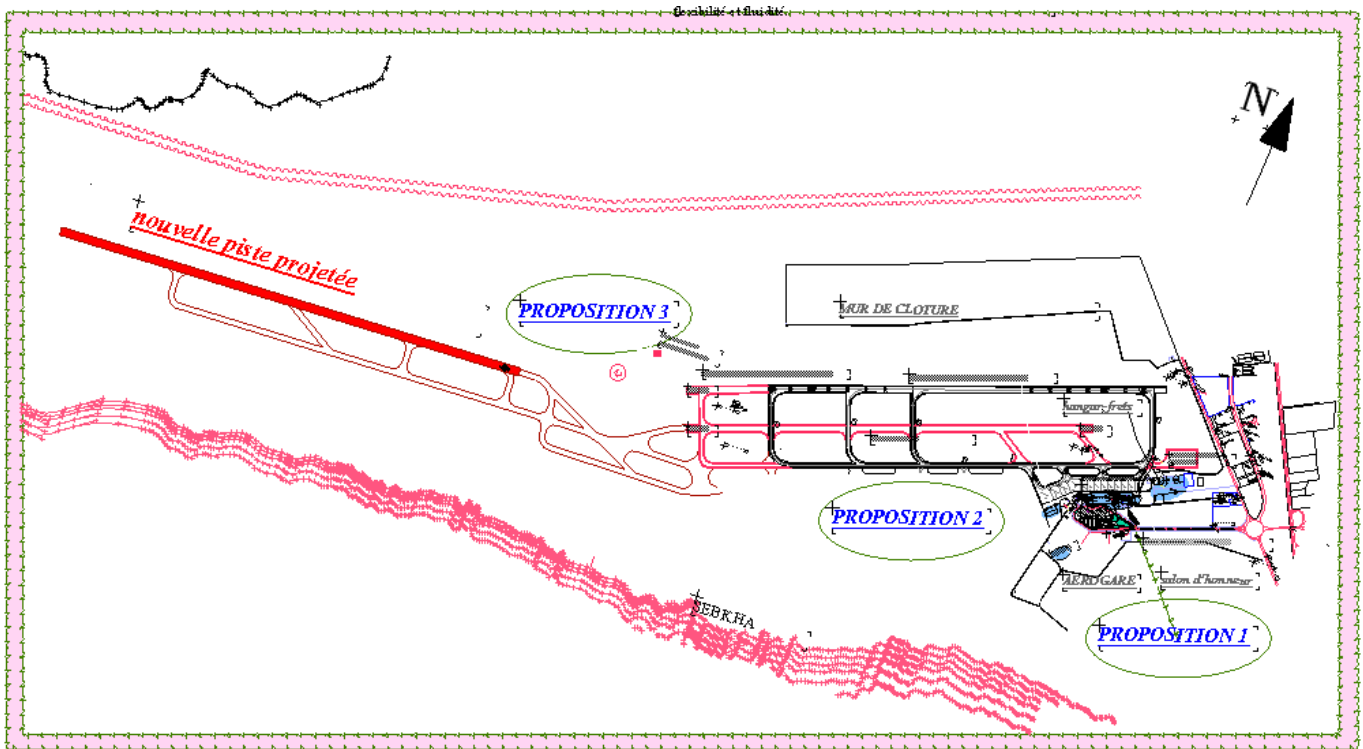 flexibilité et fluidité
N
nouvelle piste projetée
PROPOSITION 3
MUR DE CLOTURE
hangar frets
PROPOSITION 2
AEROGARE
salon d'honneur
SEBKHA
PROPOSITION 1